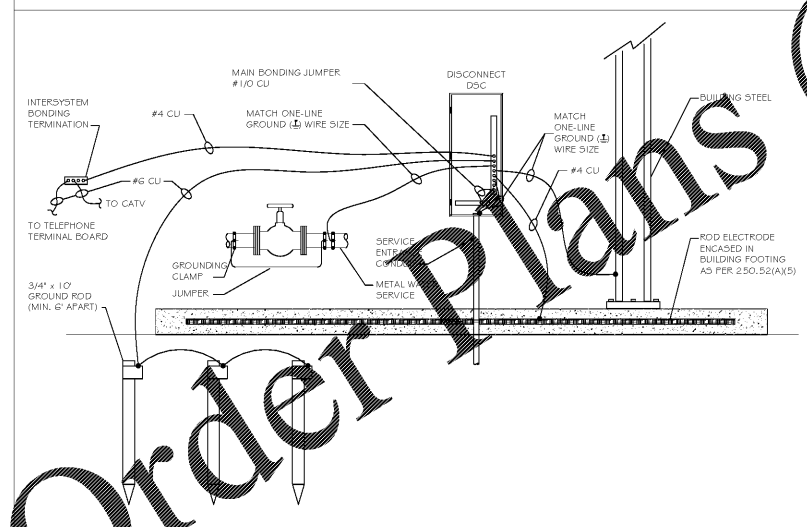 MAIN BONDING JUMPER
#1/0 CU
DISCONNECT
DSC
INTERSYSTEM
BONDING
TERMINATION
#4 CU
MATCH ONE-LINE
GROUND (⏚) WIRE SIZE
MATCH
ONE-LINE
GROUND (⏚)
WIRE SIZE
BUILDING STEEL
#6 CU
#4 CU
TO CATV
TO TELEPHONE
TERMINAL BOARD
GROUNDING
CLAMP
JUMPER
SERVICE
METAL
SERVICE
ROD ELECTRODE
ENCASED IN
BUILDING FOOTING
AS PER 250.52(A)(5)
3/4" x 10'
GROUND ROD
(MIN. 6' APART)
Order Plans